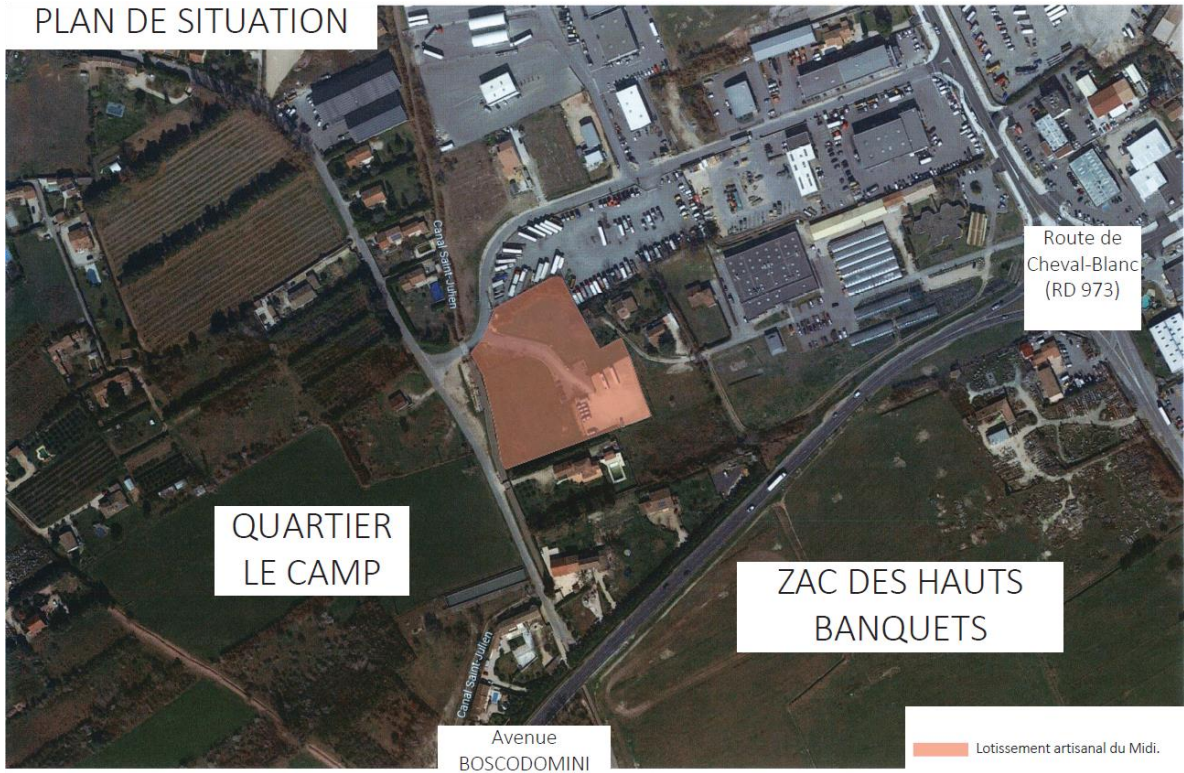 PLAN DE SITUATION
Canal Saint-Julien
Route de
Cheval-Blanc
(RD 973)
QUARTIER
LE CAMP
ZAC DES HAUTS
BANQUETS
Canal Saint-Julien
Avenue
BOSCODOMINI
Lotissement artisanal du Midi.